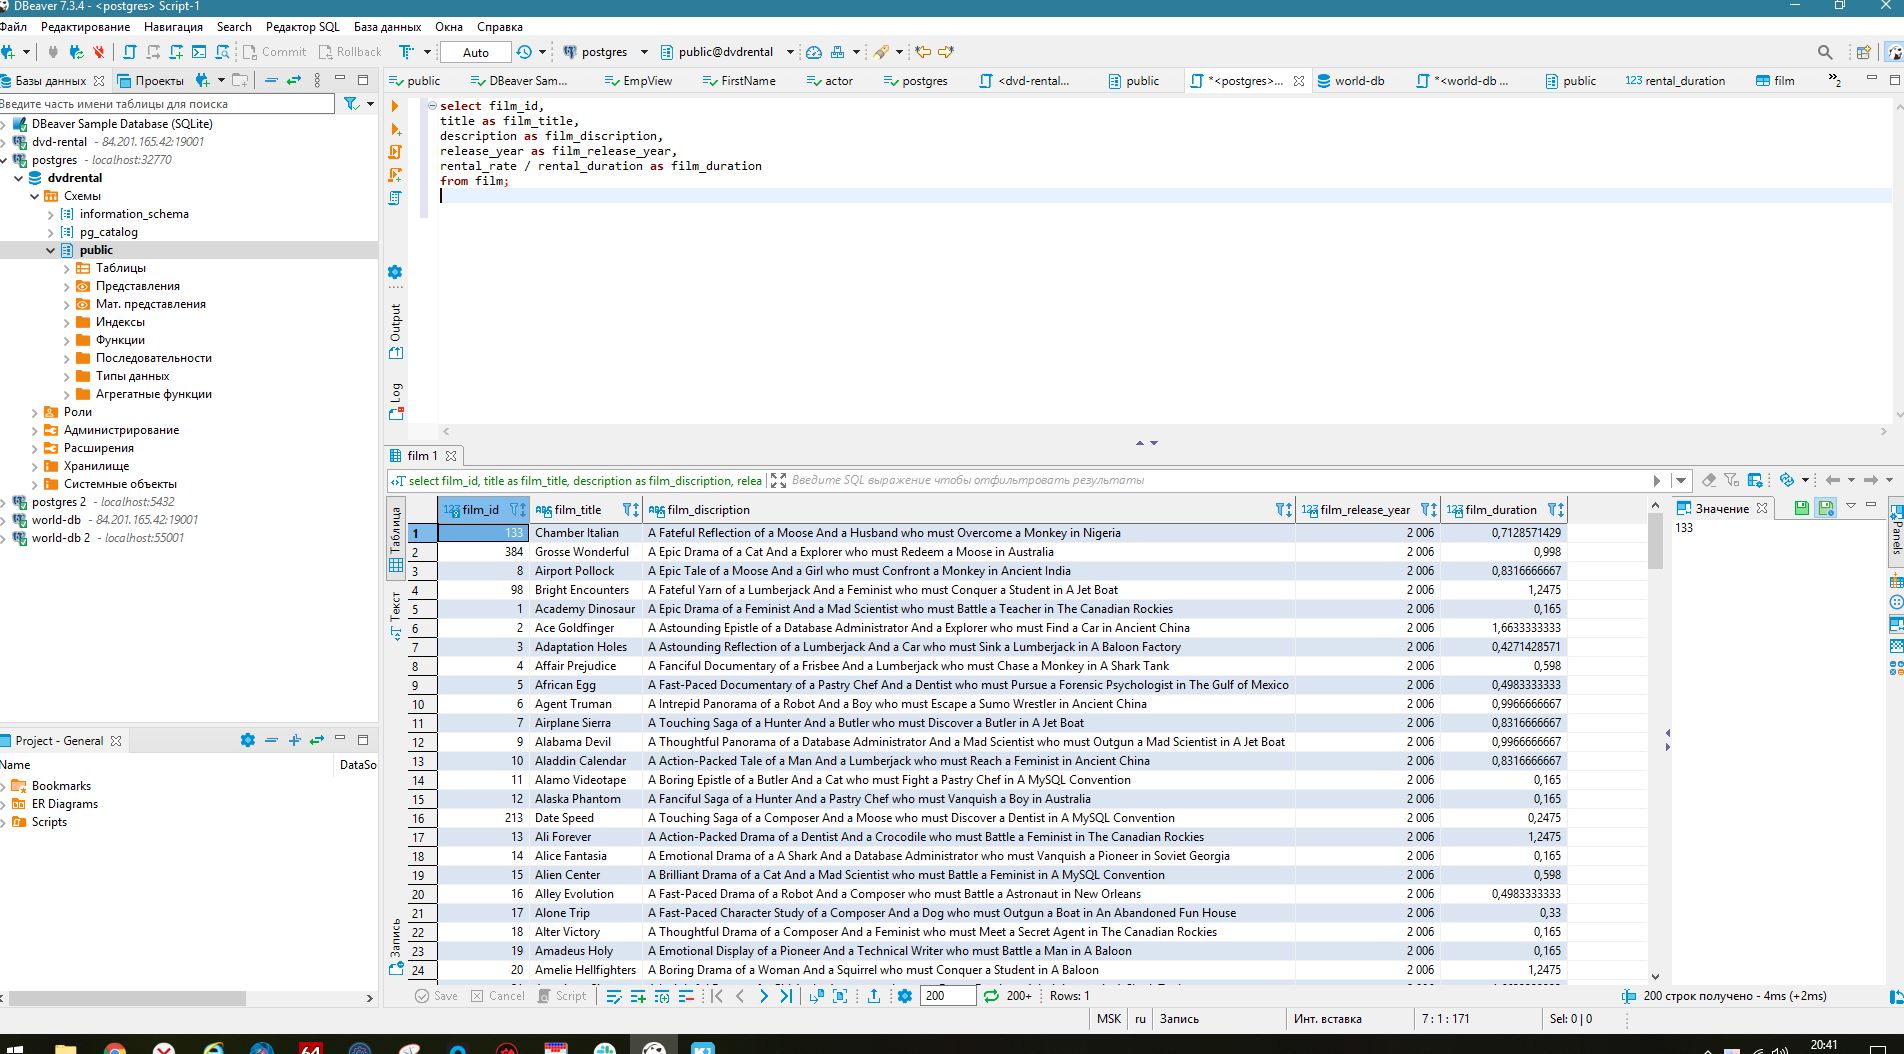 DBeaver 7.3.4 - <postgres> Script-1
Файл Редактирование Навигация Search Редактор SQL База данных Окна Справка
Commit Rollback Auto postgres public@dvdrental
Базы данных Проекты
public DBeaver Sam... EmpView FirstName actor postgres <dvd-rental... public *<postgres>... world-db *<world-db ... public 123 rental_duration film »2
Введите часть имени таблицы для поиска
DBeaver Sample Database (SQLite)
dvd-rental - 84.201.165.42:19001
postgres - localhost:32770
dvdrental
Схемы
information_schema
pg_catalog
public
Таблицы
Представления
Мат. представления
Индексы
Функции
Последовательности
Типы данных
Агрегатные функции
Роли
Администрирование
Расширения
Хранилище
Системные объекты
postgres 2 - localhost:5432
world-db - 84.201.165.42:19001
world-db 2 - localhost:55001
Project - General
Name DataSo
Bookmarks
ER Diagrams
Scripts
select film_id,
title as film_title,
description as film_discription,
release_year as film_release_year,
rental_rate / rental_duration as film_duration
from film;
Output
Log
film 1
select film_id, title as film_title, description as film_discription, relea Введите SQL выражение чтобы отфильтровать результаты
Таблица
Текст
Запись
123 film_id ABC film_title ABC film_discription 123 film_release_year 123 film_duration
1 133 Chamber Italian A Fateful Reflection of a Moose And a Husband who must Overcome a Monkey in Nigeria 2 006 0,7128571429
2 384 Grosse Wonderful A Epic Drama of a Cat And a Explorer who must Redeem a Moose in Australia 2 006 0,998
3 8 Airport Pollock A Epic Tale of a Moose And a Girl who must Confront a Monkey in Ancient India 2 006 0,8316666667
4 98 Bright Encounters A Fateful Yarn of a Lumberjack And a Feminist who must Conquer a Student in A Jet Boat 2 006 1,2475
5 1 Academy Dinosaur A Epic Drama of a Feminist And a Mad Scientist who must Battle a Teacher in The Canadian Rockies 2 006 0,165
6 2 Ace Goldfinger A Astounding Epistle of a Database Administrator And a Explorer who must Find a Car in Ancient China 2 006 1,6633333333
7 3 Adaptation Holes A Astounding Reflection of a Lumberjack And a Car who must Sink a Lumberjack in A Baloon Factory 2 006 0,4271428571
8 4 Affair Prejudice A Fanciful Documentary of a Frisbee And a Lumberjack who must Chase a Monkey in A Shark Tank 2 006 0,598
9 5 African Egg A Fast-Paced Documentary of a Pastry Chef And a Dentist who must Pursue a Forensic Psychologist in The Gulf of Mexico 2 006 0,4983333333
10 6 Agent Truman A Intrepid Panorama of a Robot And a Boy who must Escape a Sumo Wrestler in Ancient China 2 006 0,9966666667
11 7 Airplane Sierra A Touching Saga of a Hunter And a Butler who must Discover a Butler in A Jet Boat 2 006 0,8316666667
12 9 Alabama Devil A Thoughtful Panorama of a Database Administrator And a Mad Scientist who must Outgun a Mad Scientist in A Jet Boat 2 006 0,9966666667
13 10 Aladdin Calendar A Action-Packed Tale of a Man And a Lumberjack who must Reach a Feminist in Ancient China 2 006 0,8316666667
14 11 Alamo Videotape A Boring Epistle of a Butler And a Cat who must Fight a Pastry Chef in A MySQL Convention 2 006 0,165
15 12 Alaska Phantom A Fanciful Saga of a Hunter And a Pastry Chef who must Vanquish a Boy in Australia 2 006 0,165
16 213 Date Speed A Touching Saga of a Composer And a Moose who must Discover a Dentist in A MySQL Convention 2 006 0,2475
17 13 Ali Forever A Action-Packed Drama of a Dentist And a Crocodile who must Battle a Feminist in The Canadian Rockies 2 006 1,2475
18 14 Alice Fantasia A Emotional Drama of a A Shark And a Database Administrator who must Vanquish a Pioneer in Soviet Georgia 2 006 0,165
19 15 Alien Center A Brilliant Drama of a Cat And a Mad Scientist who must Battle a Feminist in A MySQL Convention 2 006 0,598
20 16 Alley Evolution A Fast-Paced Drama of a Robot And a Composer who must Battle a Astronaut in New Orleans 2 006 0,4983333333
21 17 Alone Trip A Fast-Paced Character Study of a Composer And a Dog who must Outgun a Boat in An Abandoned Fun House 2 006 0,33
22 18 Alter Victory A Thoughtful Drama of a Composer And a Feminist who must Meet a Secret Agent in The Canadian Rockies 2 006 0,165
23 19 Amadeus Holy A Emotional Display of a Pioneer And a Technical Writer who must Battle a Man in A Baloon 2 006 0,165
24 20 Amelie Hellfighters A Boring Drama of a Woman And a Squirrel who must Conquer a Student in A Baloon 2 006 1,2475
Значение
133
Panels
Save Cancel Script 200 200+ Rows: 1 200 строк получено - 4ms (+2ms)
MSK ru Запись Инт. вставка 7 : 1 : 171 Sel: 0 | 0
64
20:41